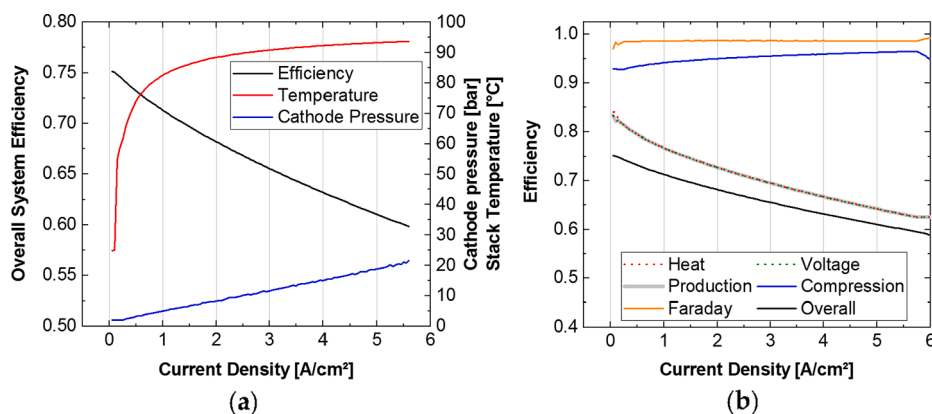 Overall System Efficiency
0.80
0.75
0.70
0.65
0.60
0.55
0.50
Efficiency
Temperature
Cathode Pressure
100
90
80
70
60
50
40
30
20
10
0
Cathode pressure [bar]
Stack Temperature [°C]
0 1 2 3 4 5 6
Current Density [A/cm²]
(a)
Efficiency
1.0
0.9
0.8
0.7
0.6
0.5
0.4
Heat Voltage
Production Compression
Faraday Overall
0 1 2 3 4 5 6
Current Density [A/cm²]
(b)